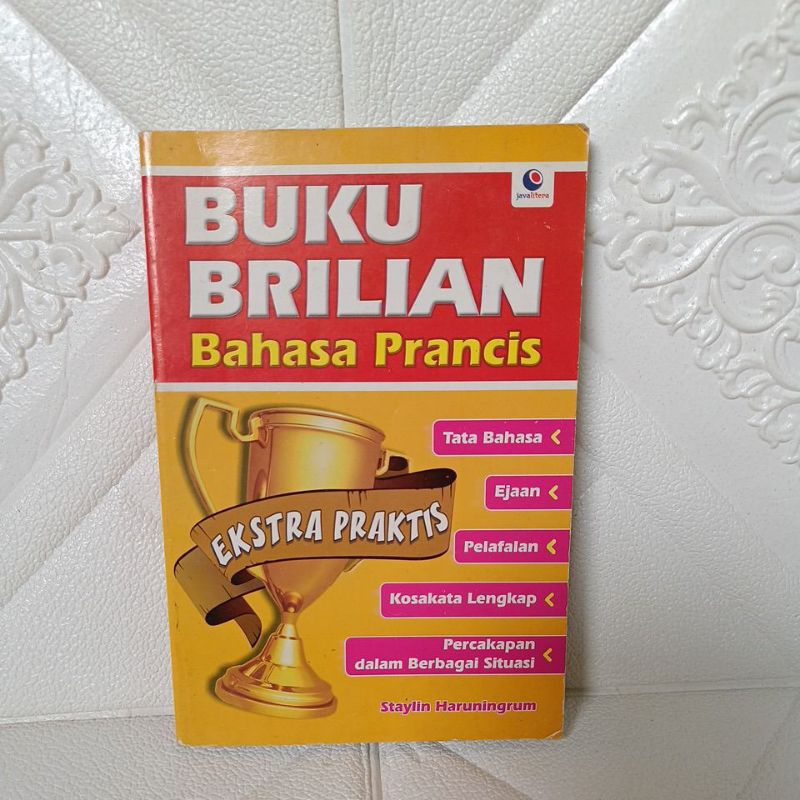 javalitera
BUKU
BRILIAN
Bahasa Prancis
Tata Bahasa
Ejaan
EKSTRA PRAKTIS
Pelafalan
Kosakata Lengkap
Percakapan
dalam Berbagai Situasi
Staylin Haruningrum